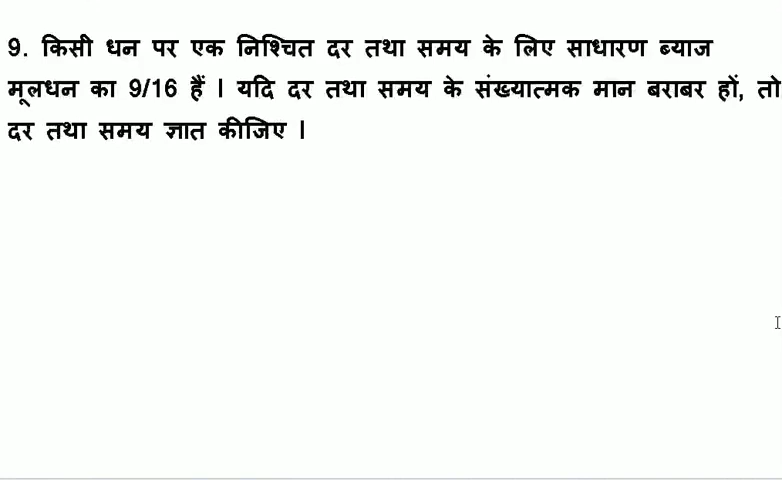 9. किसी धन पर एक निश्चित दर तथा समय के लिए साधारण ब्याज
मूलधन का 9/16 हैं । यदि दर तथा समय के संख्यात्मक मान बराबर हों, तो
दर तथा समय ज्ञात कीजिए ।